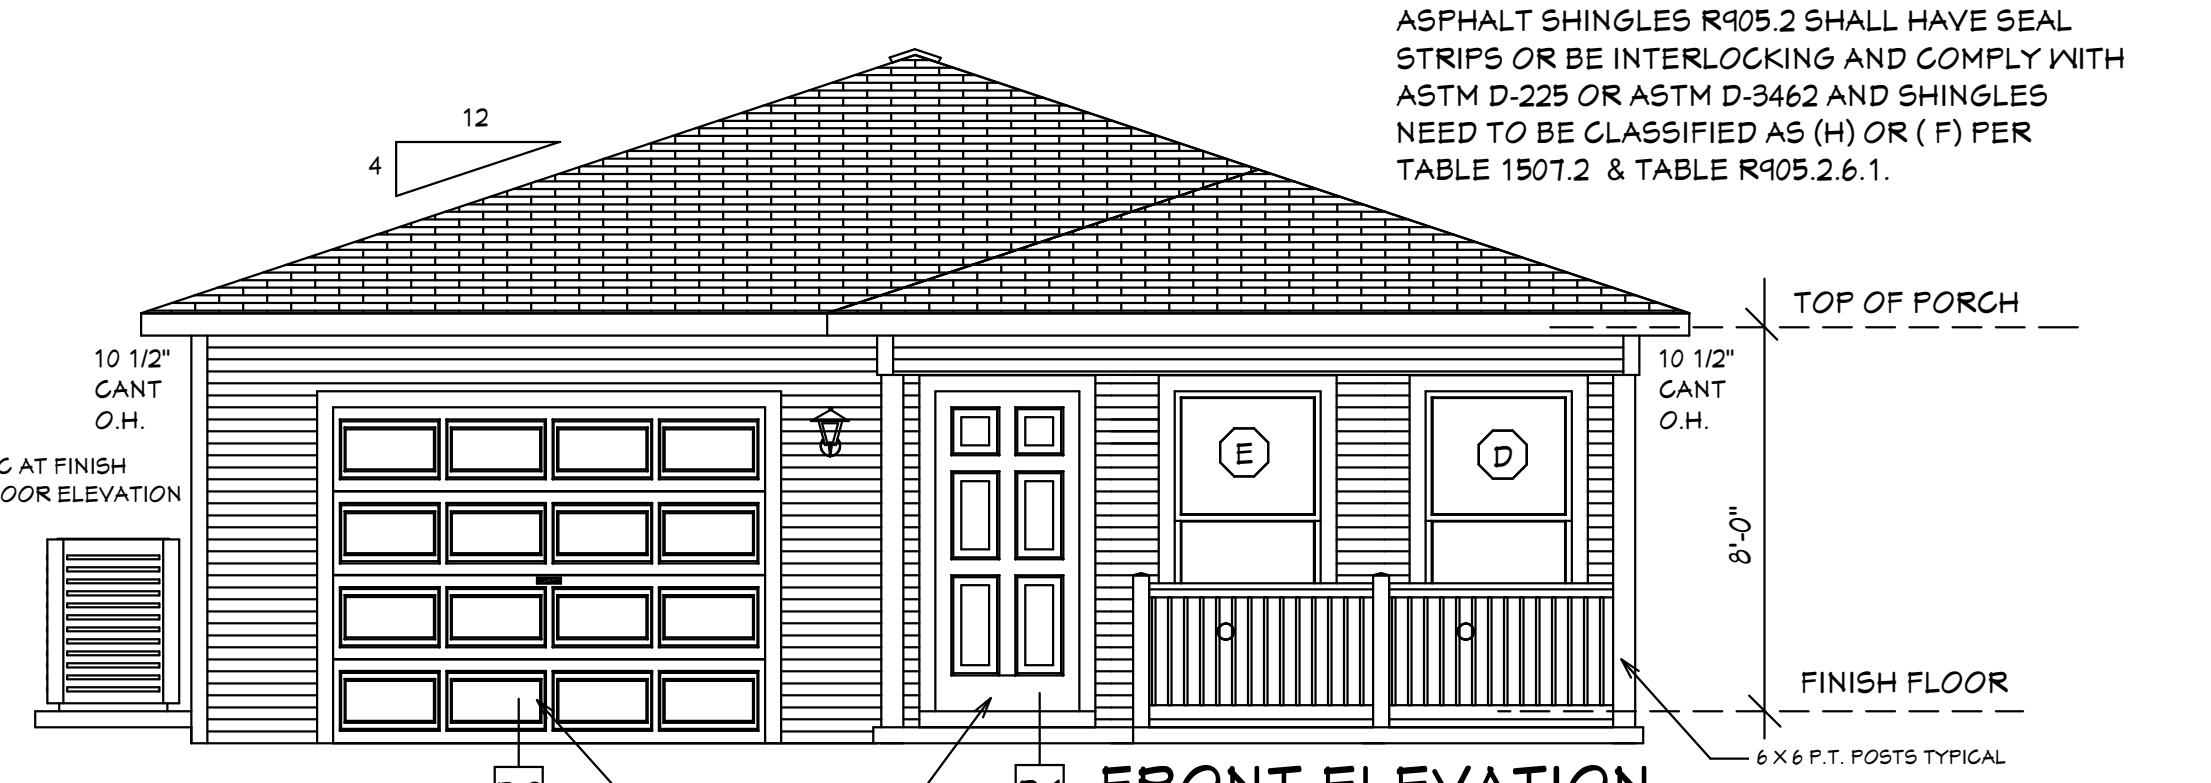 ASPHALT SHINGLES R905.2 SHALL HAVE SEAL
STRIPS OR BE INTERLOCKING AND COMPLY WITH
ASTM D-225 OR ASTM D-3462 AND SHINGLES
NEED TO BE CLASSIFIED AS (H) OR ( F) PER
TABLE 1507.2 & TABLE R905.2.6.1.
12
4
TOP OF PORCH
10 1/2"
CANT
O.H.
10 1/2"
CANT
O.H.
C AT FINISH
OOR ELEVATION
E
D
8'-0"
FINISH FLOOR
6 X 6 P.T. POSTS TYPICAL
FRONT ELEVATION